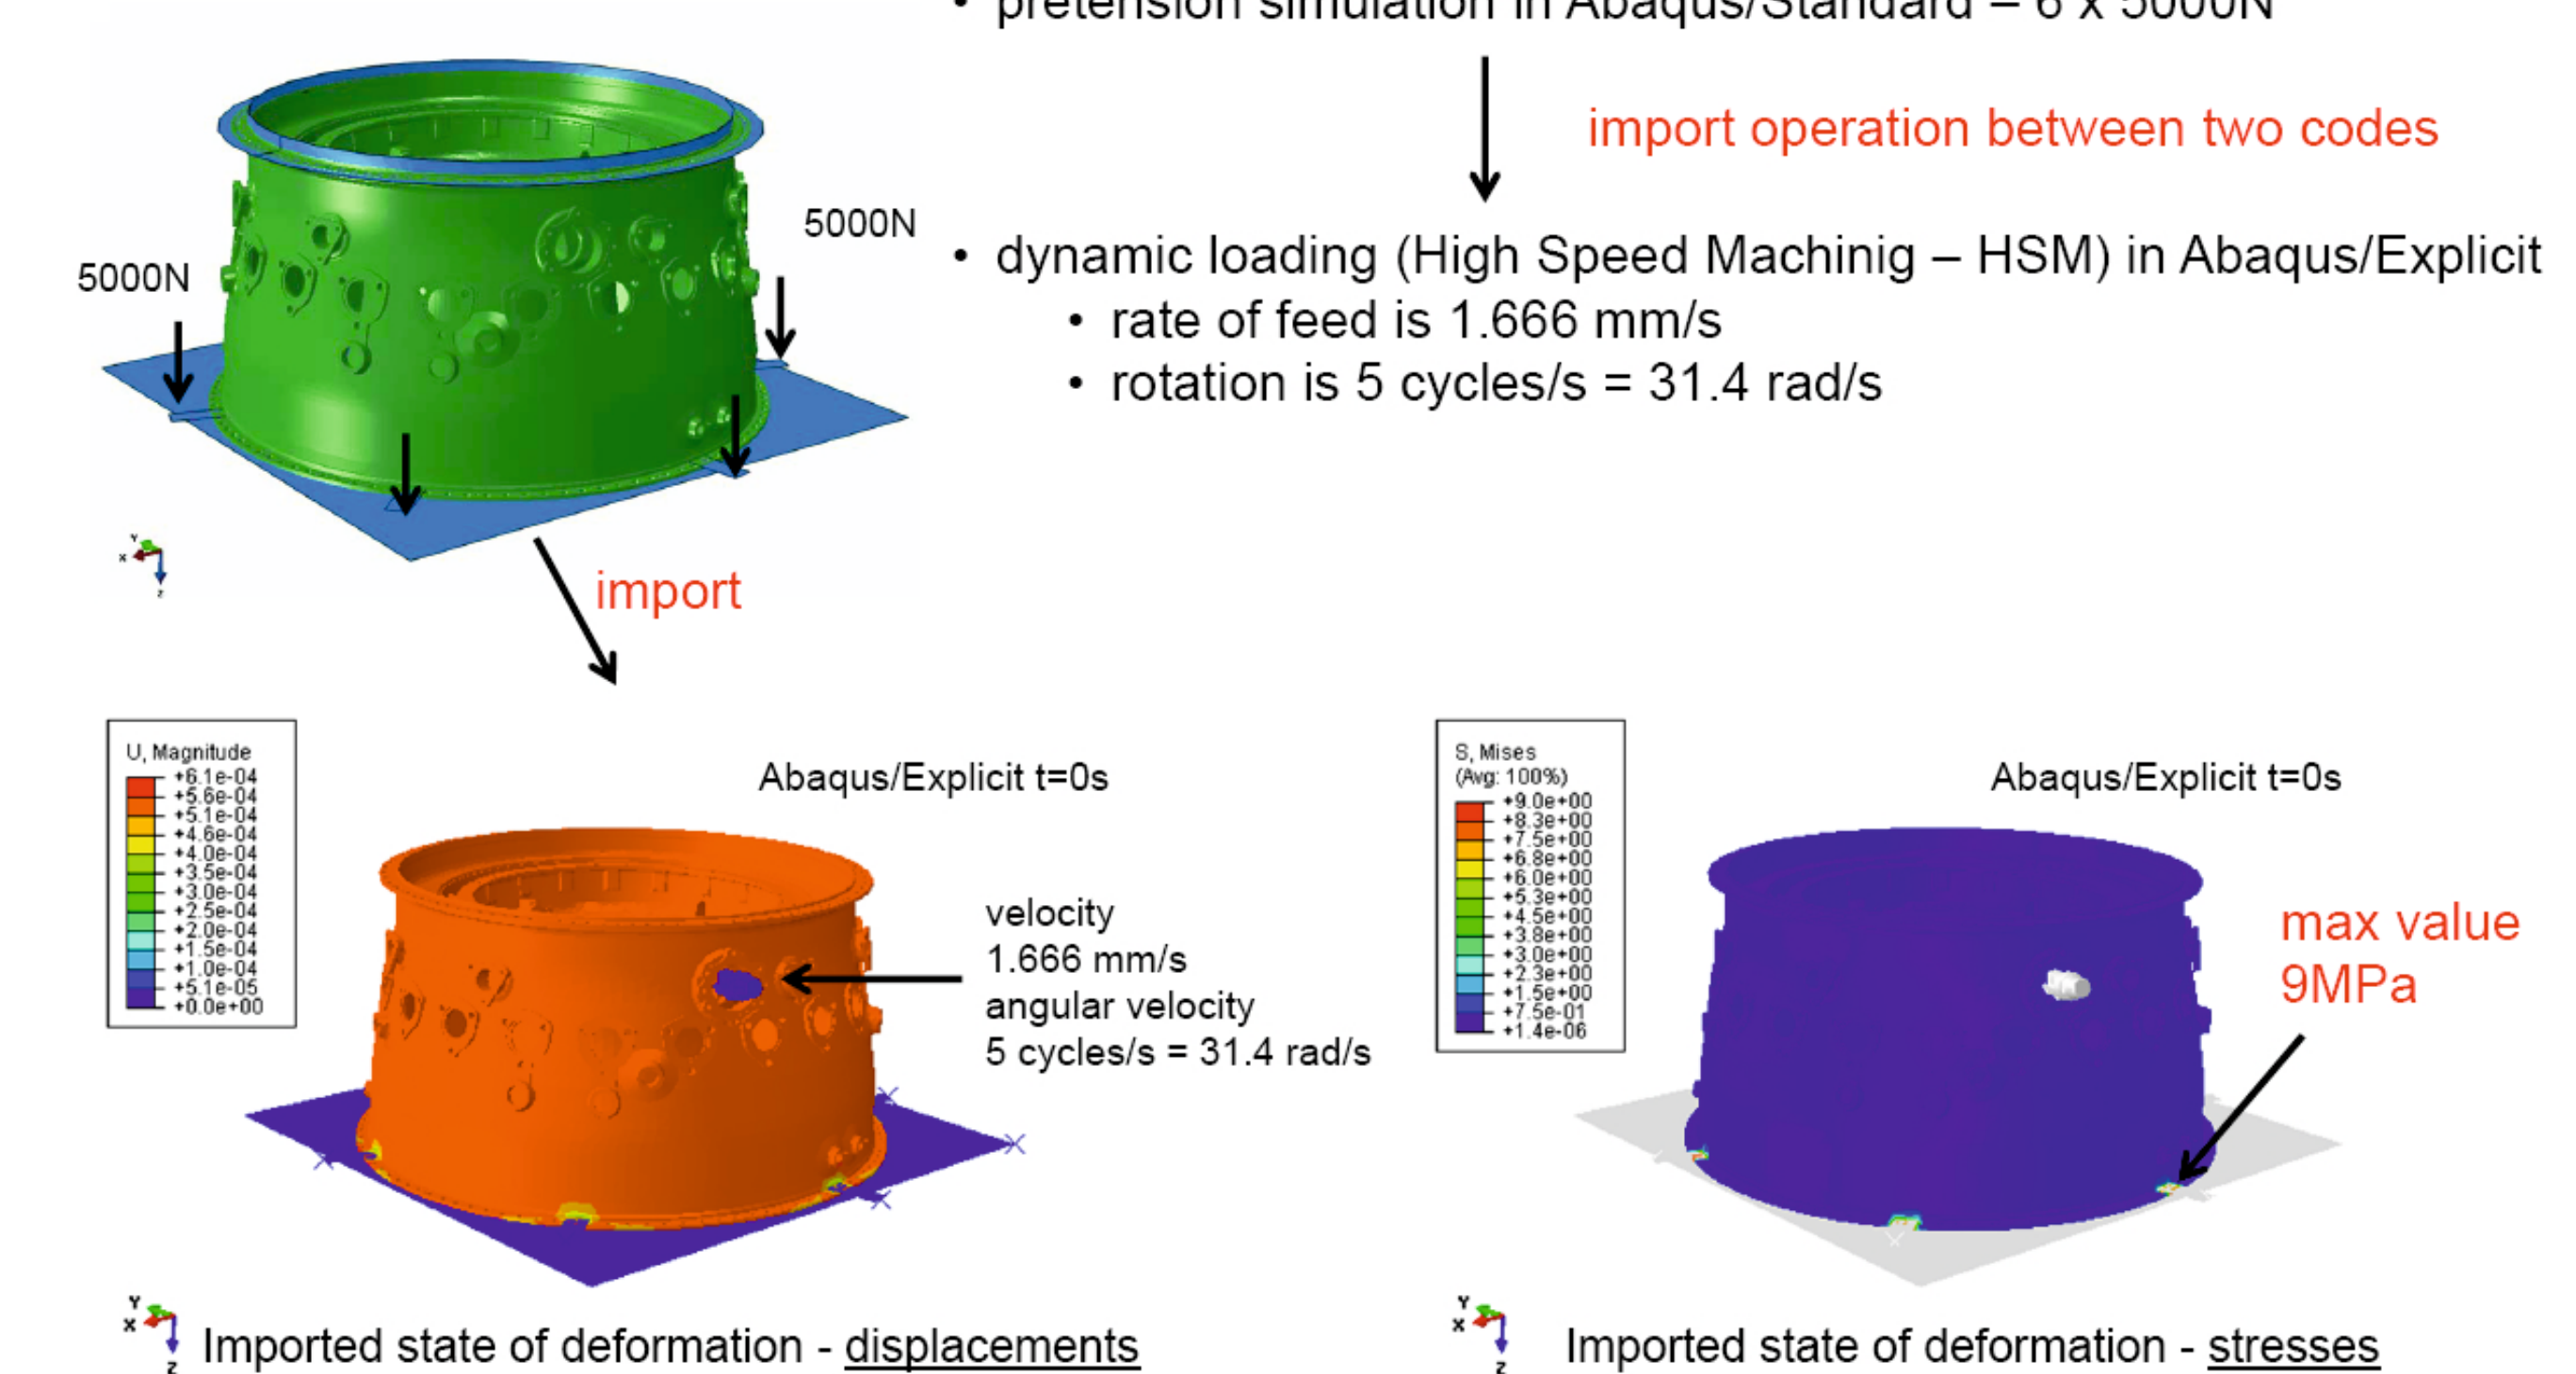 • pretension simulation in Abaqus/Standard – 6 x 5000N
import operation between two codes
5000N
5000N
• dynamic loading (High Speed Machinig – HSM) in Abaqus/Explicit
• rate of feed is 1.666 mm/s
• rotation is 5 cycles/s = 31.4 rad/s
Y
X
Z
import
U, Magnitude
+6.1e-04
+5.6e-04
+5.1e-04
+4.6e-04
+4.0e-04
+3.5e-04
+3.0e-04
+2.5e-04
+2.0e-04
+1.5e-04
+1.0e-04
+5.1e-05
+0.0e+00
Abaqus/Explicit t=0s
velocity
1.666 mm/s
angular velocity
5 cycles/s = 31.4 rad/s
Y
X
Z
Imported state of deformation - displacements
S, Mises
(Avg: 100%)
+9.0e+00
+8.3e+00
+7.5e+00
+6.8e+00
+6.0e+00
+5.3e+00
+4.5e+00
+3.8e+00
+3.0e+00
+2.3e+00
+1.5e+00
+7.5e-01
+1.4e-06
Abaqus/Explicit t=0s
max value
9MPa
Y
X
Z
Imported state of deformation - stresses